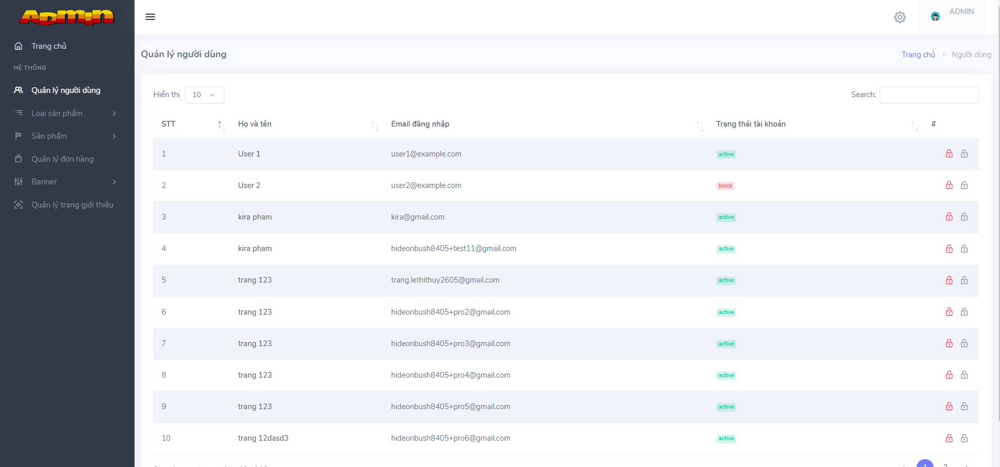 ADMIN
ADMIN
Trang chủ
HỆ THỐNG
Quản lý người dùng
Loại sản phẩm
Sản phẩm
Quản lý đơn hàng
Banner
Quản lý trang giới thiệu
Quản lý người dùng
Trang chủ > Người dùng
Hiển thị 10
Search:
STT Họ và tên Email đăng nhập Trạng thái tài khoản #
1 User 1 user1@example.com active
2 User 2 user2@example.com block
3 kira pham kira@gmail.com active
4 kira pham hideonbush8405+test11@gmail.com active
5 trang 123 trang.lethithuy2605@gmail.com active
6 trang 123 hideonbush8405+pro2@gmail.com active
7 trang 123 hideonbush8405+pro3@gmail.com active
8 trang 123 hideonbush8405+pro4@gmail.com active
9 trang 123 hideonbush8405+pro5@gmail.com active
10 trang 12dasd3 hideonbush8405+pro6@gmail.com active
1 2